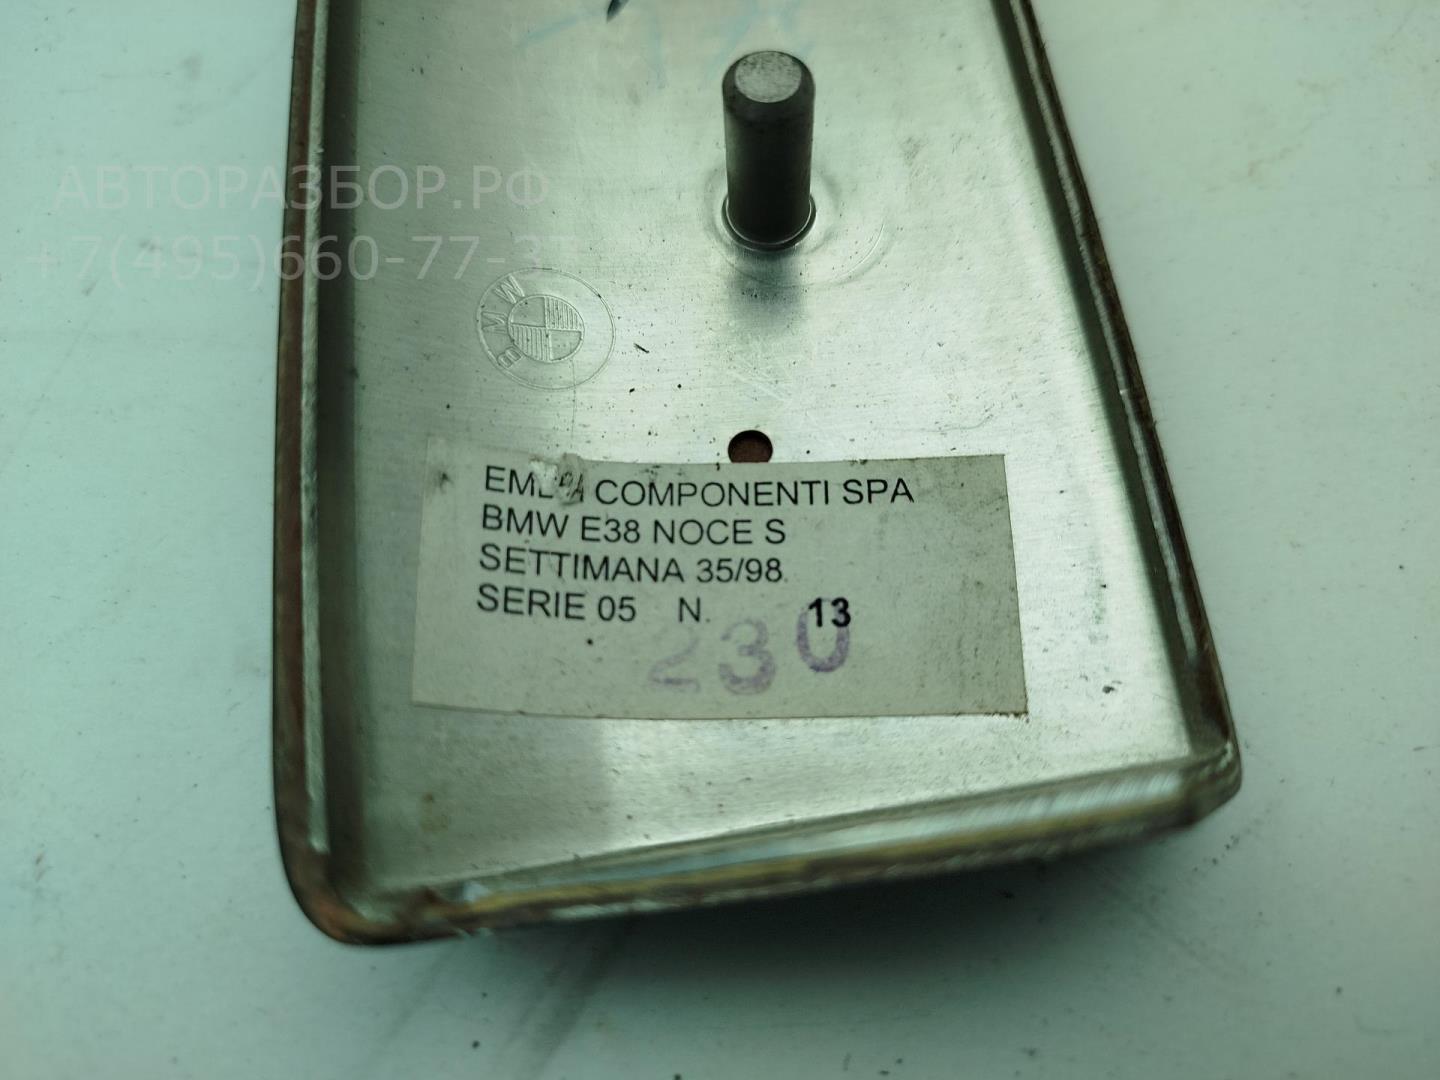 АВТОРАЗБОР.РФ
BMW
COMPONENTI SPA
BMW E38 NOCE S
SETTIMANA 35/98
SERIE 05 N. 13
230